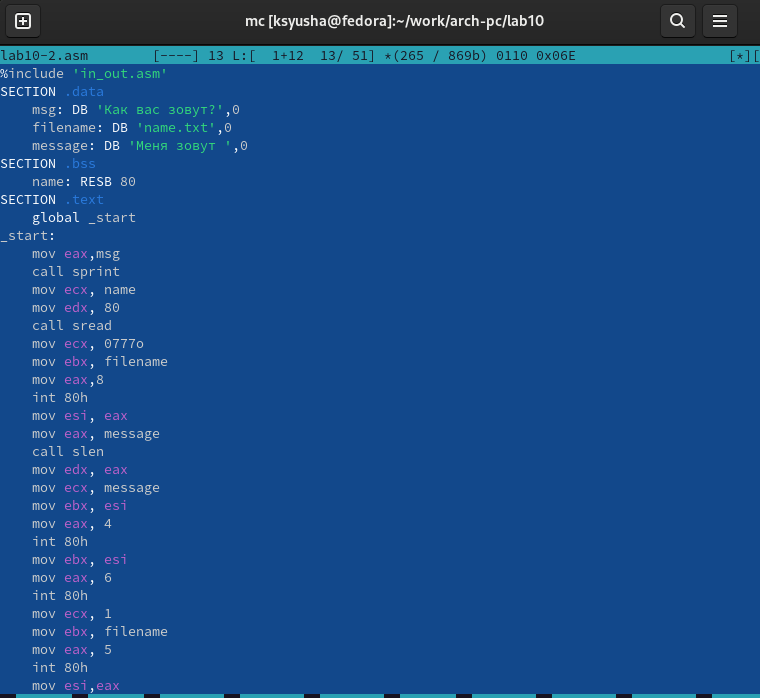 mc [ksyusha@fedora]:~/work/arch-pc/lab10
lab10-2.asm        [----] 13 L:[  1+12  13/ 51] *(265 / 869b) 0110 0x06E                   [*][
%include 'in_out.asm'
SECTION .data
    msg: DB 'Как вас зовут?',0
    filename: DB 'name.txt',0
    message: DB 'Меня зовут ',0
SECTION .bss
    name: RESB 80
SECTION .text
    global _start
_start:
    mov eax,msg
    call sprint
    mov ecx, name
    mov edx, 80
    call sread
    mov ecx, 0777o
    mov ebx, filename
    mov eax,8
    int 80h
    mov esi, eax
    mov eax, message
    call slen
    mov edx, eax
    mov ecx, message
    mov ebx, esi
    mov eax, 4
    int 80h
    mov ebx, esi
    mov eax, 6
    int 80h
    mov ecx, 1
    mov ebx, filename
    mov eax, 5
    int 80h
    mov esi,eax